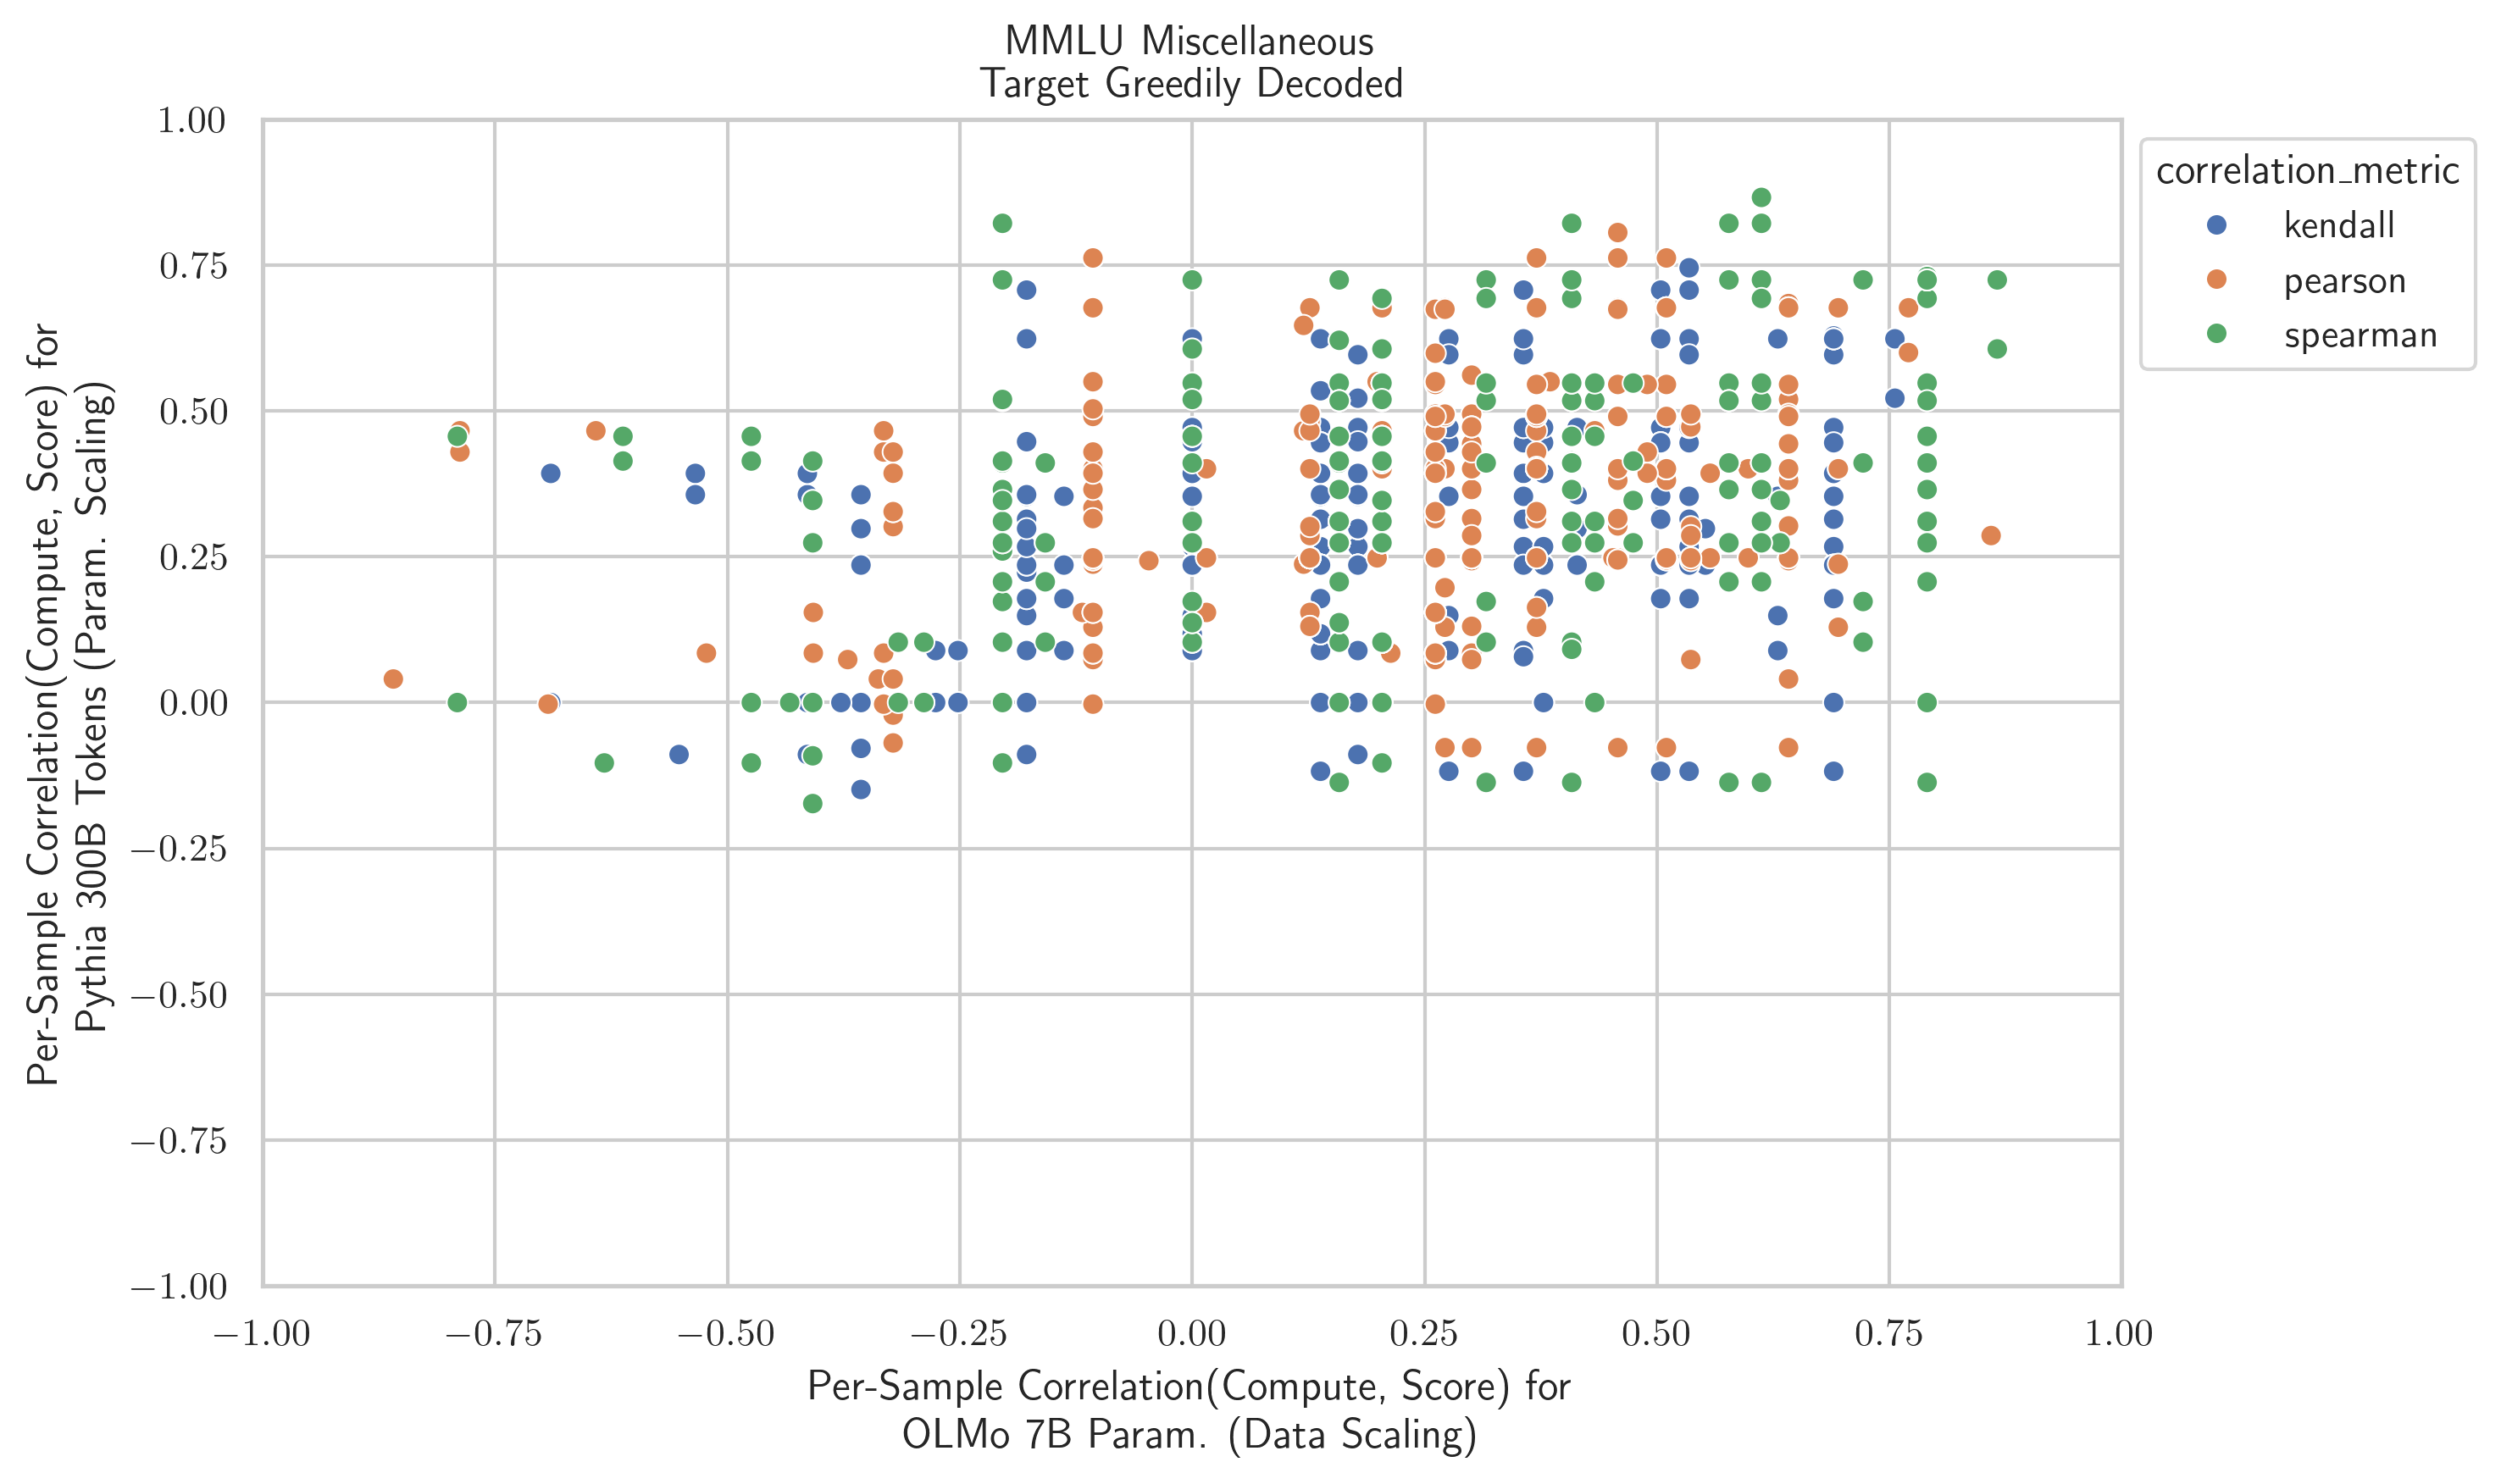 MMLU Miscellaneous
Target Greedily Decoded
Per-Sample Correlation(Compute, Score) for
Pythia 300B Tokens (Param. Scaling)
1.00
0.75
0.50
0.25
0.00
−0.25
−0.50
−0.75
−1.00
−1.00 −0.75 −0.50 −0.25 0.00 0.25 0.50 0.75 1.00
Per-Sample Correlation(Compute, Score) for
OLMo 7B Param. (Data Scaling)
correlation_metric
kendall
pearson
spearman